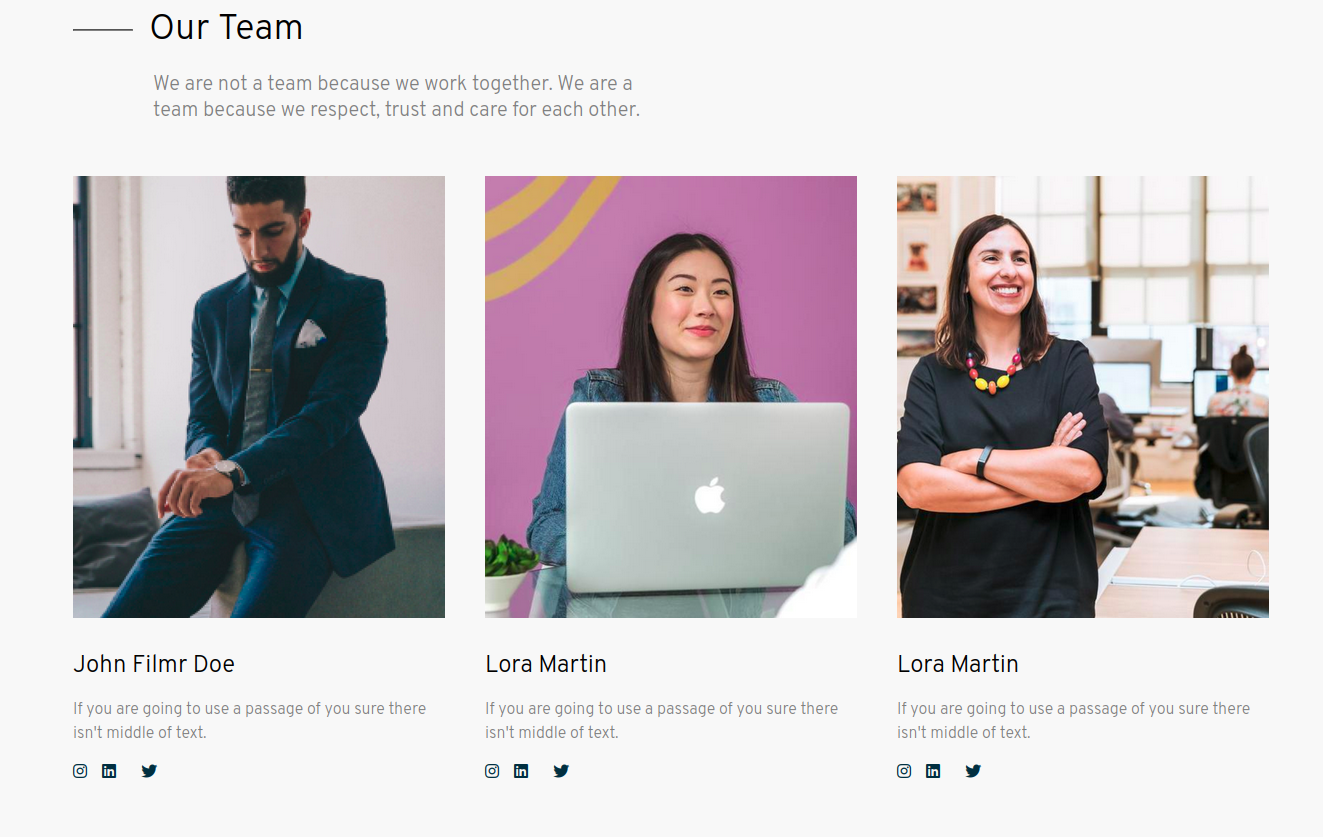 Our Team
We are not a team because we work together. We are a
team because we respect, trust and care for each other.
John Filmr Doe
If you are going to use a passage of you sure there
isn't middle of text.
Lora Martin
If you are going to use a passage of you sure there
isn't middle of text.
Lora Martin
If you are going to use a passage of you sure there
isn't middle of text.